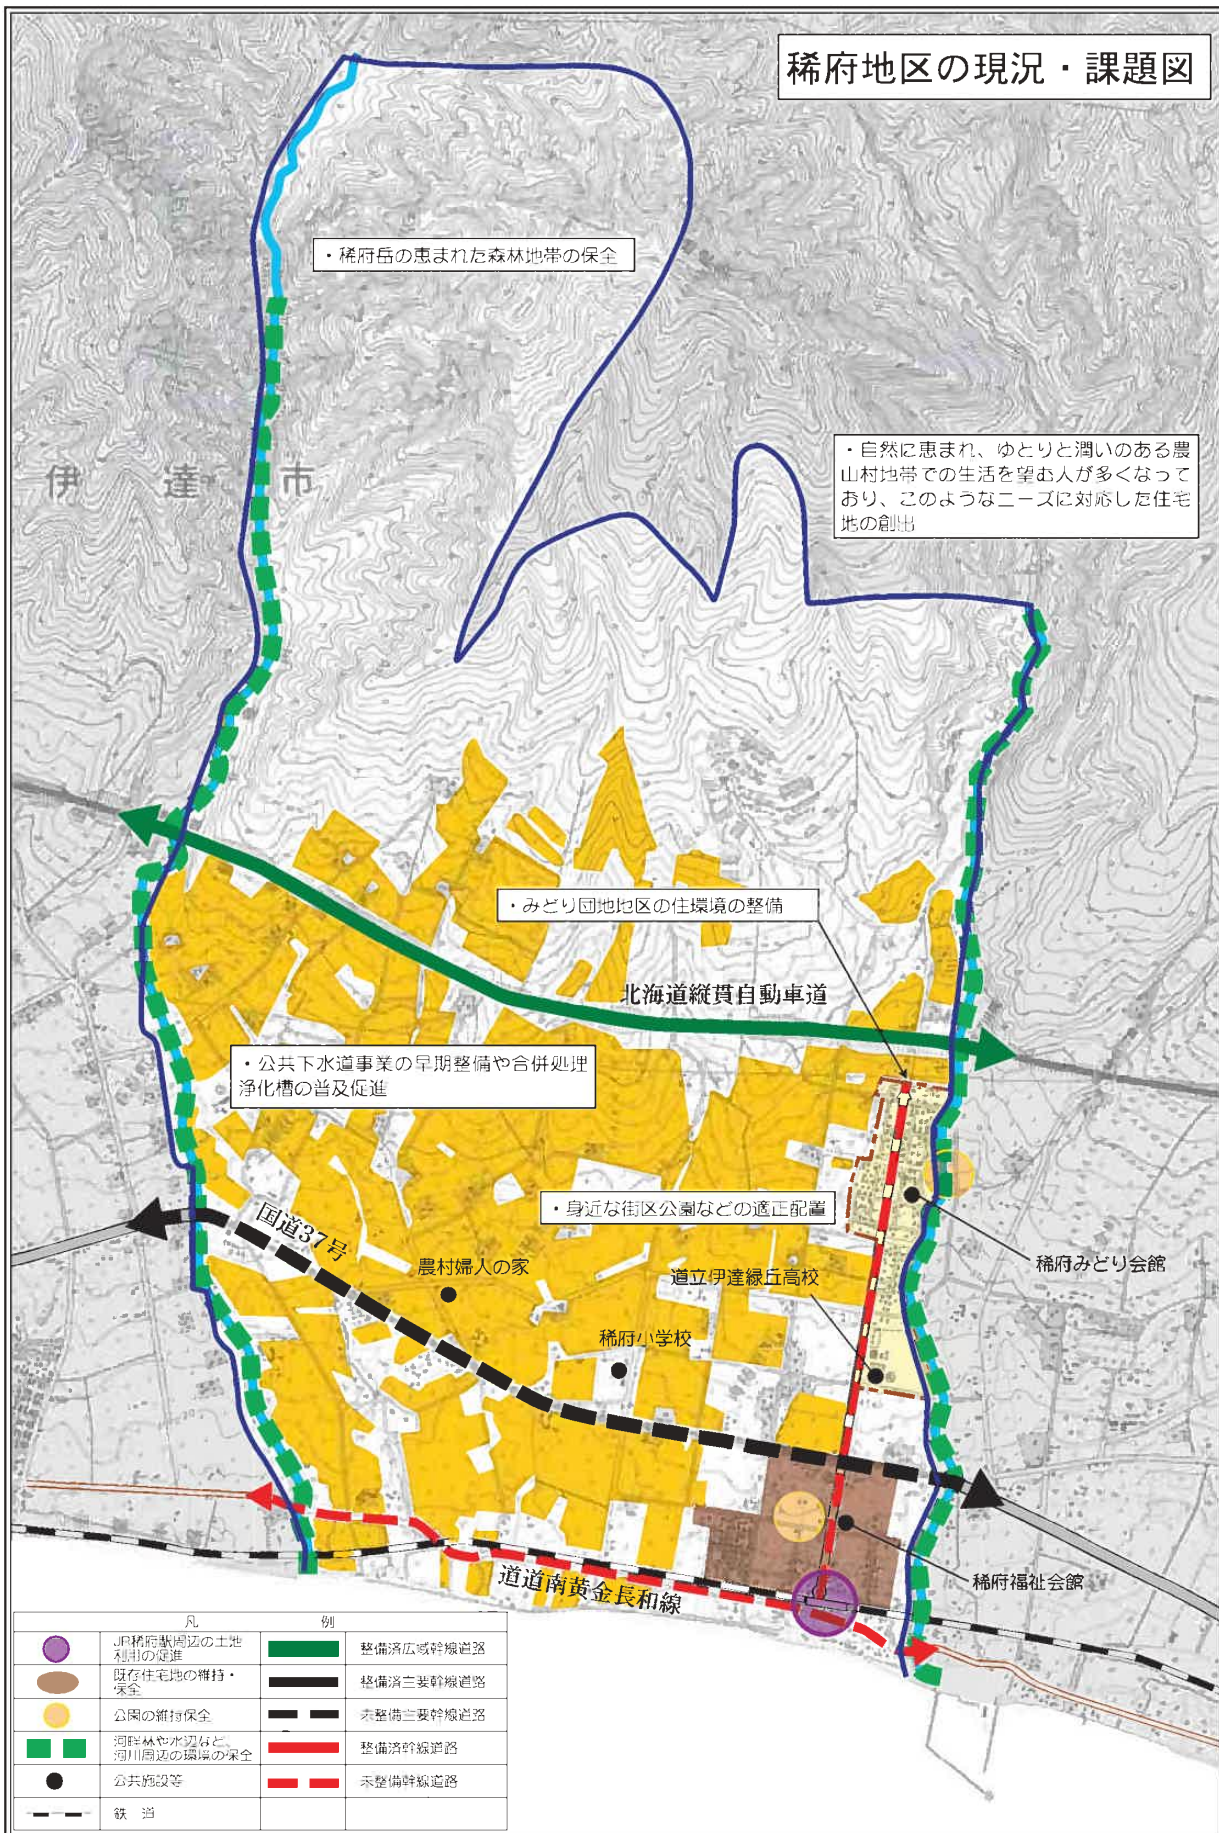 稀府地区の現況・課題図
・稀府岳の恵まれた森林地帯の保全
伊達市
・自然に恵まれ、ゆとりと潤いのある農
山村地帯での生活を望む人が多くなって
おり、このようなニーズに対応した住宅
地の創出
・みどり団地地区の住環境の整備
北海道縦貫自動車道
・公共下水道事業の早期整備や合併処理
浄化槽の普及促進
・身近な街区公園などの適正配置
国道37号
農村婦人の家
道立伊達緑丘高校
稀府みどり会館
稀府小学校
稀府福祉会館
道道南黄金長和線
凡 例
JR稀府駅周辺の土地
利用の促進
整備済広域幹線道路
既存住宅地の維持・
保全
整備済主要幹線道路
公園の維持保全
未整備主要幹線道路
河畔林や水辺など、
河川周辺の環境の保全
整備済幹線道路
公共施設等
未整備幹線道路
鉄 道